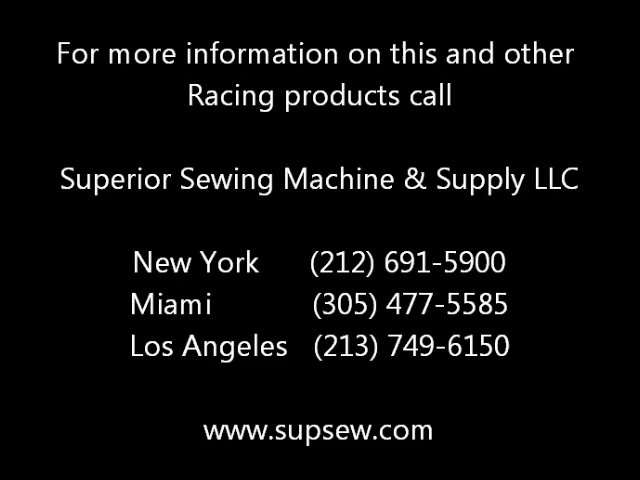 For more information on this and other
Racing products call
Superior Sewing Machine & Supply LLC
New York (212) 691-5900
Miami (305) 477-5585
Los Angeles (213) 749-6150
www.supsew.com